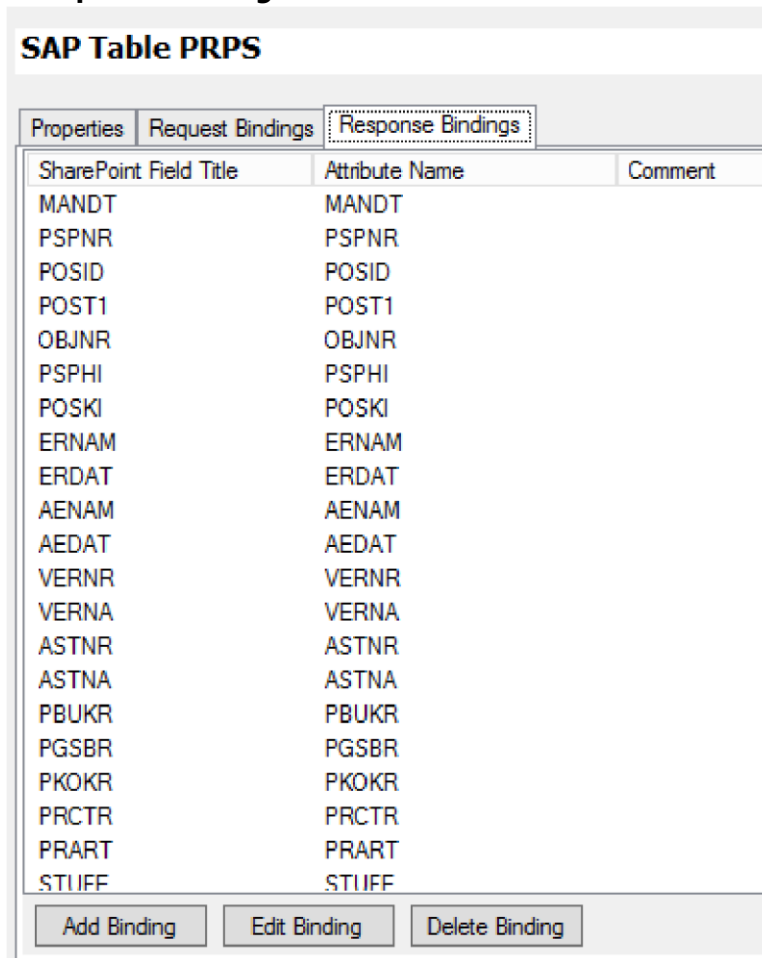 SAP Table PRPS
Properties Request Bindings Response Bindings
SharePoint Field Title Attribute Name Comment
MANDT MANDT
PSPNR PSPNR
POSID POSID
POST1 POST1
OBJNR OBJNR
PSPHI PSPHI
POSKI POSKI
ERNAM ERNAM
ERDAT ERDAT
AENAM AENAM
AEDAT AEDAT
VERNR VERNR
VERNA VERNA
ASTNR ASTNR
ASTNA ASTNA
PBUKR PBUKR
PGSBR PGSBR
PKOKR PKOKR
PRCTR PRCTR
PRART PRART
STUFE STUFE
Add Binding Edit Binding Delete Binding